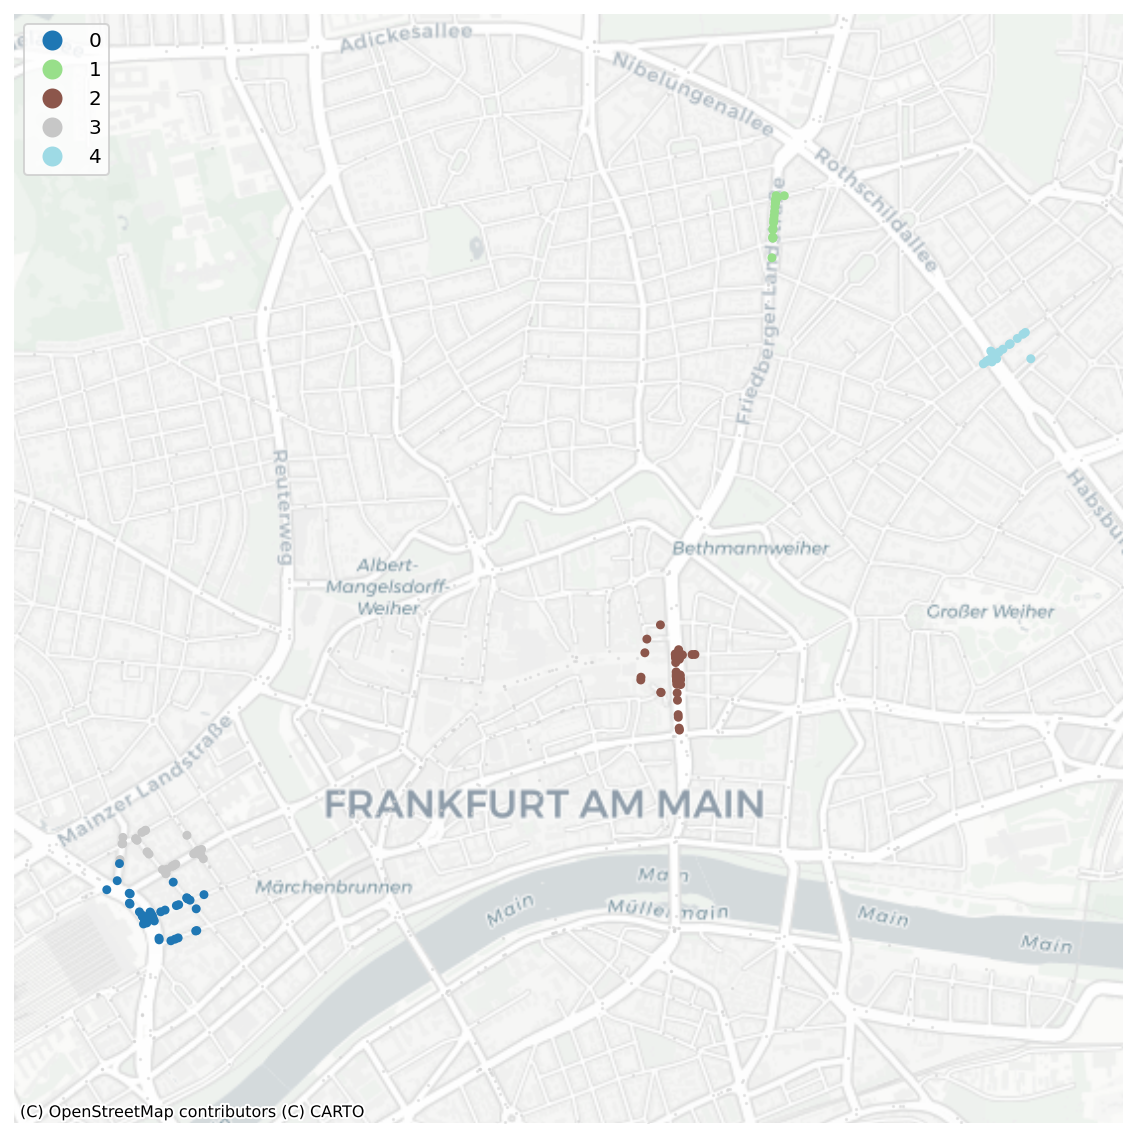 0
1
2
3
4
Adickesallee
Nibelungenallee
Rothschildallee
Friedberger Landstraße
Reuterweg
Habsbur
Bethmannweiher
Albert-
Mangelsdorff-
Weiher
Großer Weiher
Mainzer Landstraße
FRANKFURT AM MAIN
Märchenbrunnen
Main
Main
Müllermain
Main
Main
(C) OpenStreetMap contributors (C) CARTO